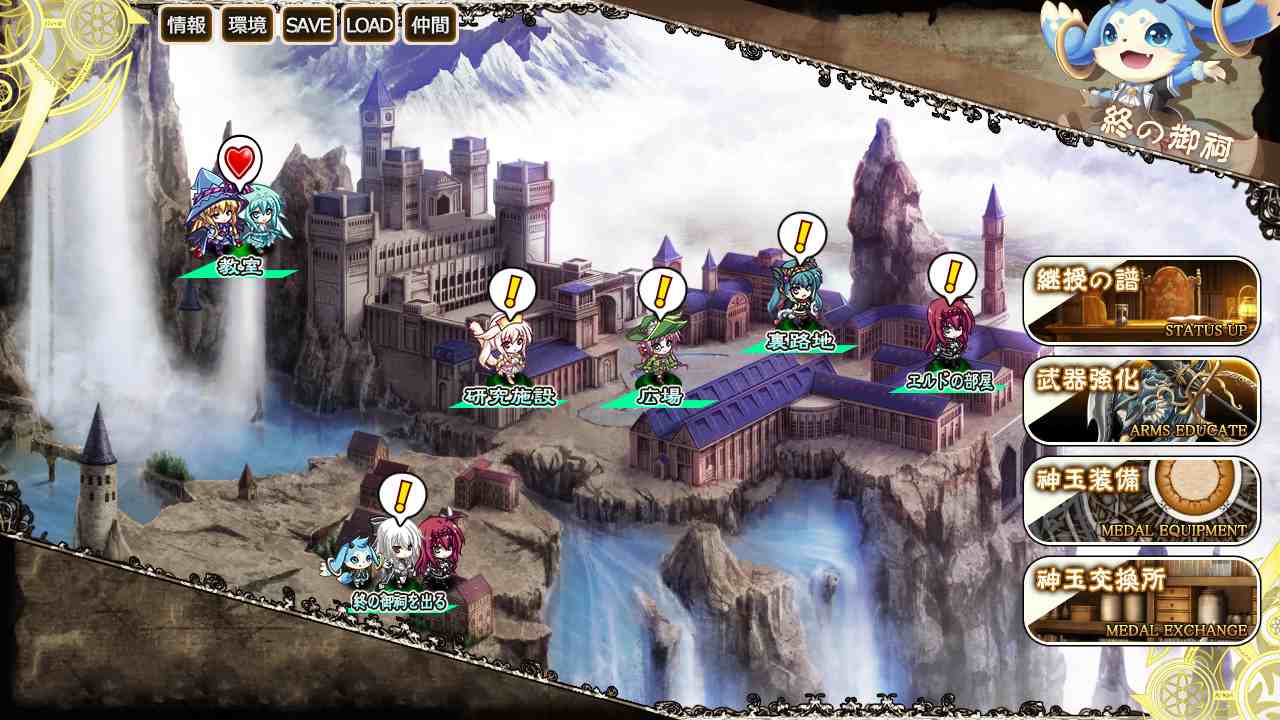 情報
環境
SAVE
LOAD
仲間
終の御祠
教室
研究施設
広場
裏路地
エルドの部屋
終の御祠を出る
継授の譜
STATUS UP
武器強化
ARMS EDUCATE
神玉装備
MEDAL EQUIPMENT
神玉交換所
MEDAL EXCHANGE